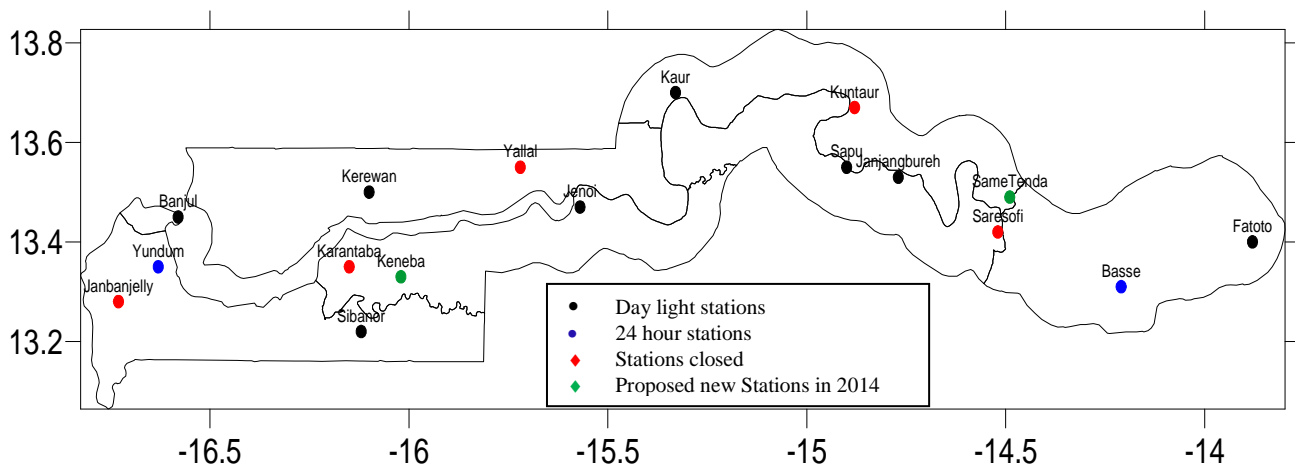 13.8
13.6
13.4
13.2
Kaur
Kuntaur
Yallal
Sapu
Janjangbureh
Kerewan
Jenoi
SameTenda
Banjul
Saresofi
Fatoto
Yundum
Karantaba
Keneba
Basse
Janbanjelly
Sibanor
Day light stations
24 hour stations
Stations closed
Proposed new Stations in 2014
-16.5 -16 -15.5 -15 -14.5 -14